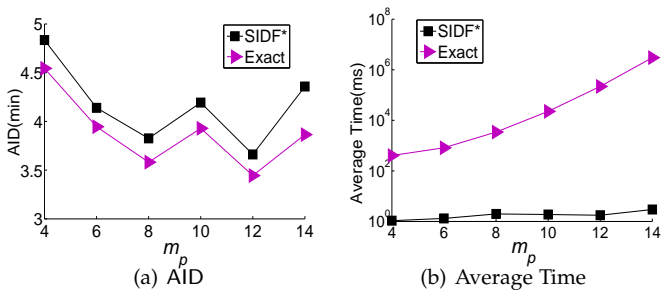 AID(min)
5
4.5
4
3.5
3
SIDF*
Exact
4 6 8 10 12 14
m_p
(a) AID
Average Time(ms)
10^8
10^6
10^4
10^2
10^0
SIDF*
Exact
4 6 8 10 12 14
m_p
(b) Average Time